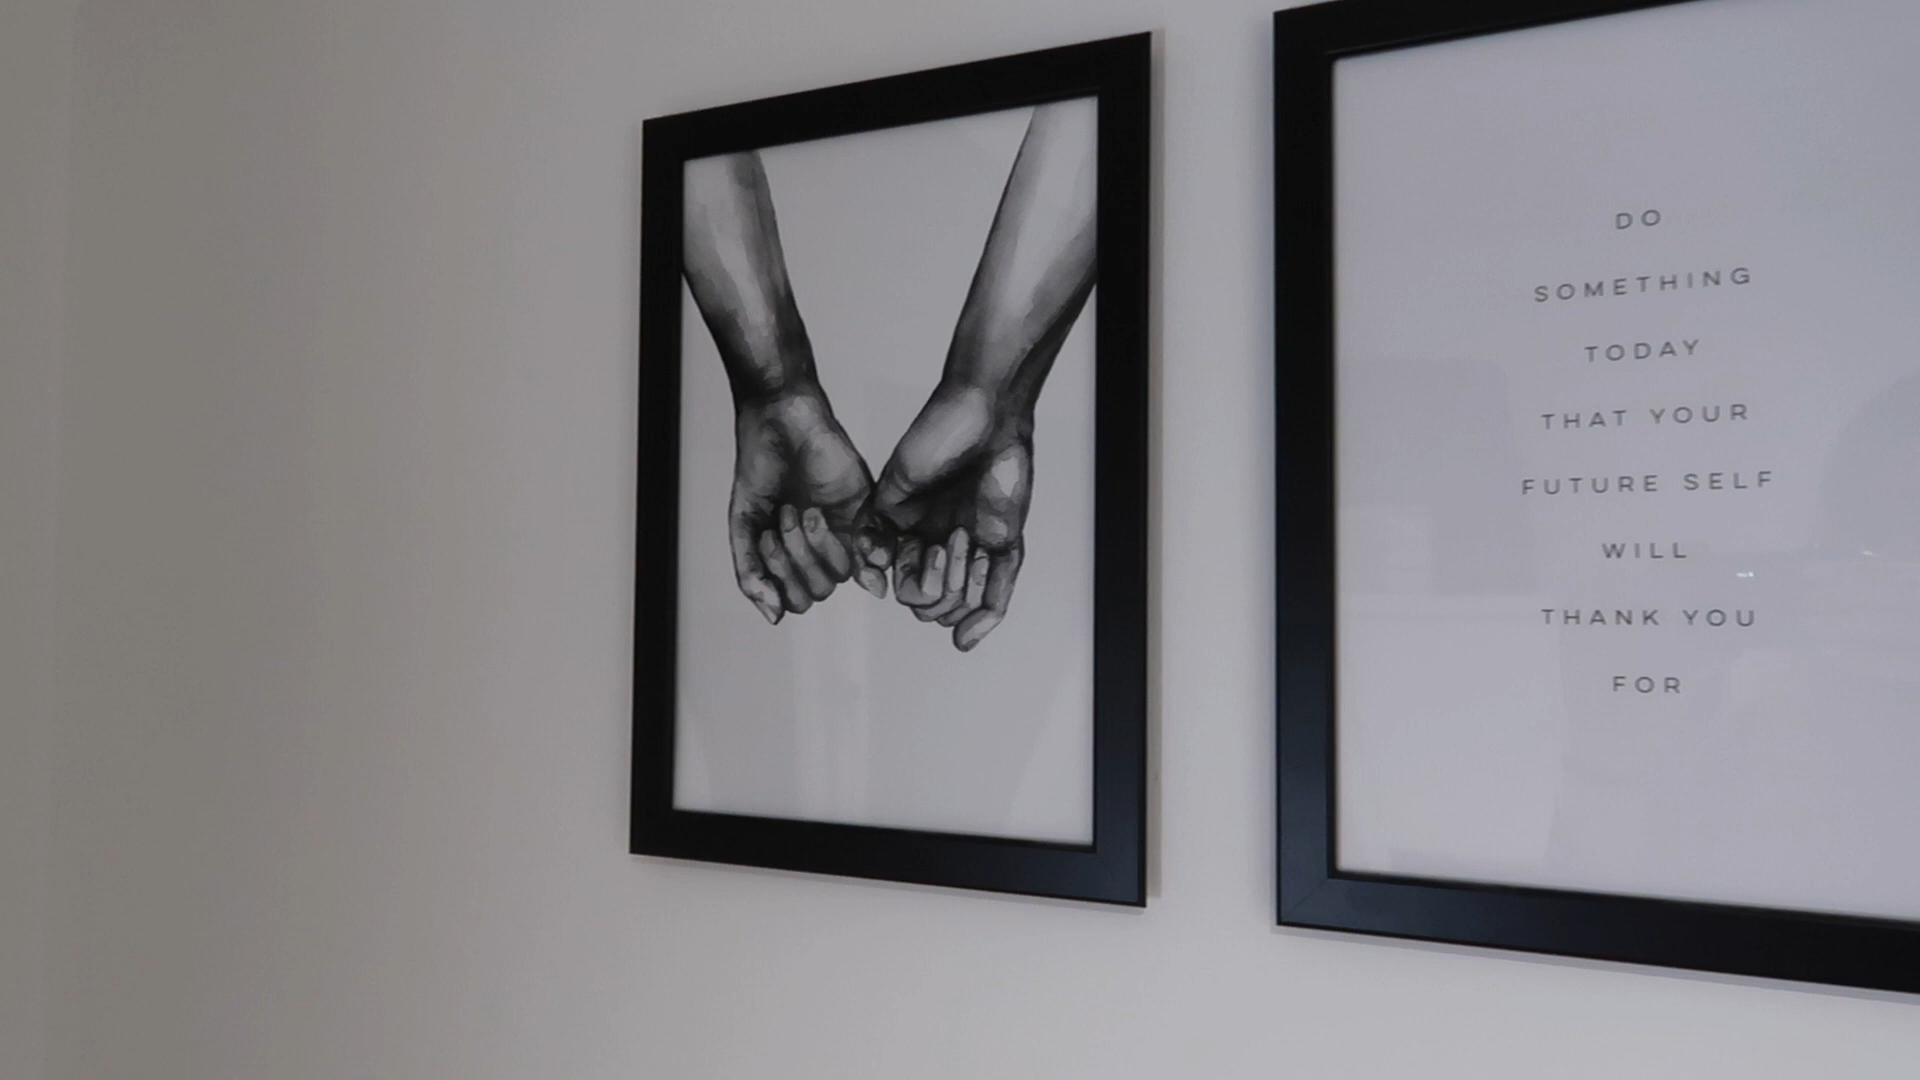 DO
SOMETHING
TODAY
THAT YOUR
FUTURE SELF
WILL
THANK YOU
FOR